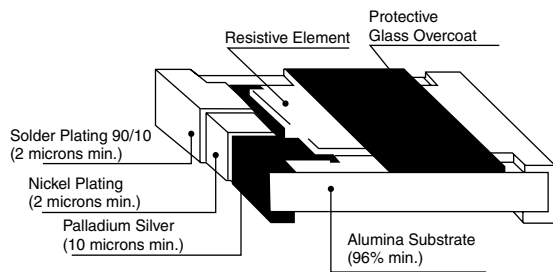 Protective
Glass Overcoat
Resistive Element
Solder Plating 90/10
(2 microns min.)
Nickel Plating
(2 microns min.)
Palladium Silver
(10 microns min.)
Alumina Substrate
(96% min.)